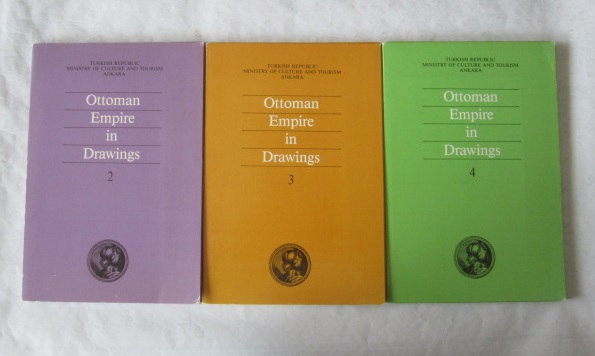 TURKISH REPUBLIC
MINISTRY OF CULTURE AND TOURISM
ANKARA
Ottoman
Empire
in
Drawings
2
TURKISH REPUBLIC
MINISTRY OF CULTURE AND TOURISM
ANKARA
Ottoman
Empire
in
Drawings
3
TURKISH REPUBLIC
MINISTRY OF CULTURE AND TOURISM
ANKARA
Ottoman
Empire
in
Drawings
4